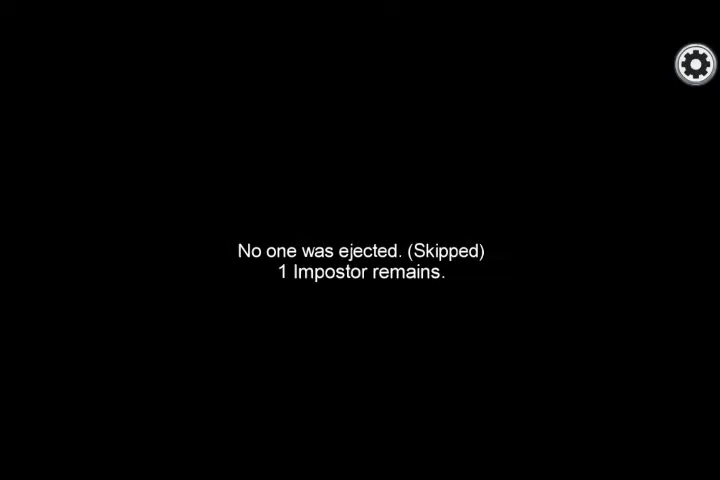 No one was ejected. (Skipped)
1 Impostor remains.